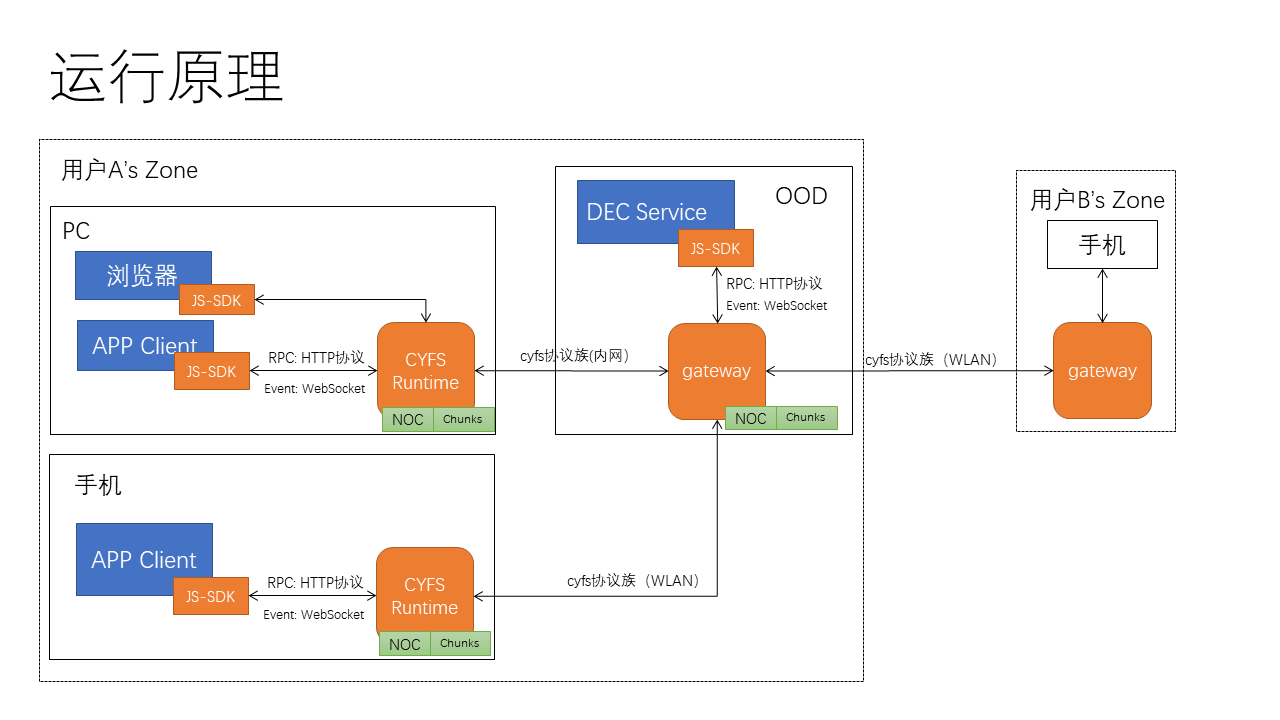 运行原理
用户A's Zone
PC
浏览器
JS-SDK
APP Client
JS-SDK
RPC: HTTP协议
Event: WebSocket
CYFS
Runtime
NOC
Chunks
cyfs协议族(内网）
OOD
DEC Service
JS-SDK
RPC: HTTP协议
Event: WebSocket
gateway
NOC
Chunks
cyfs协议族（WLAN）
用户B's Zone
手机
gateway
手机
APP Client
JS-SDK
RPC: HTTP协议
Event: WebSocket
CYFS
Runtime
NOC
Chunks
cyfs协议族（WLAN）